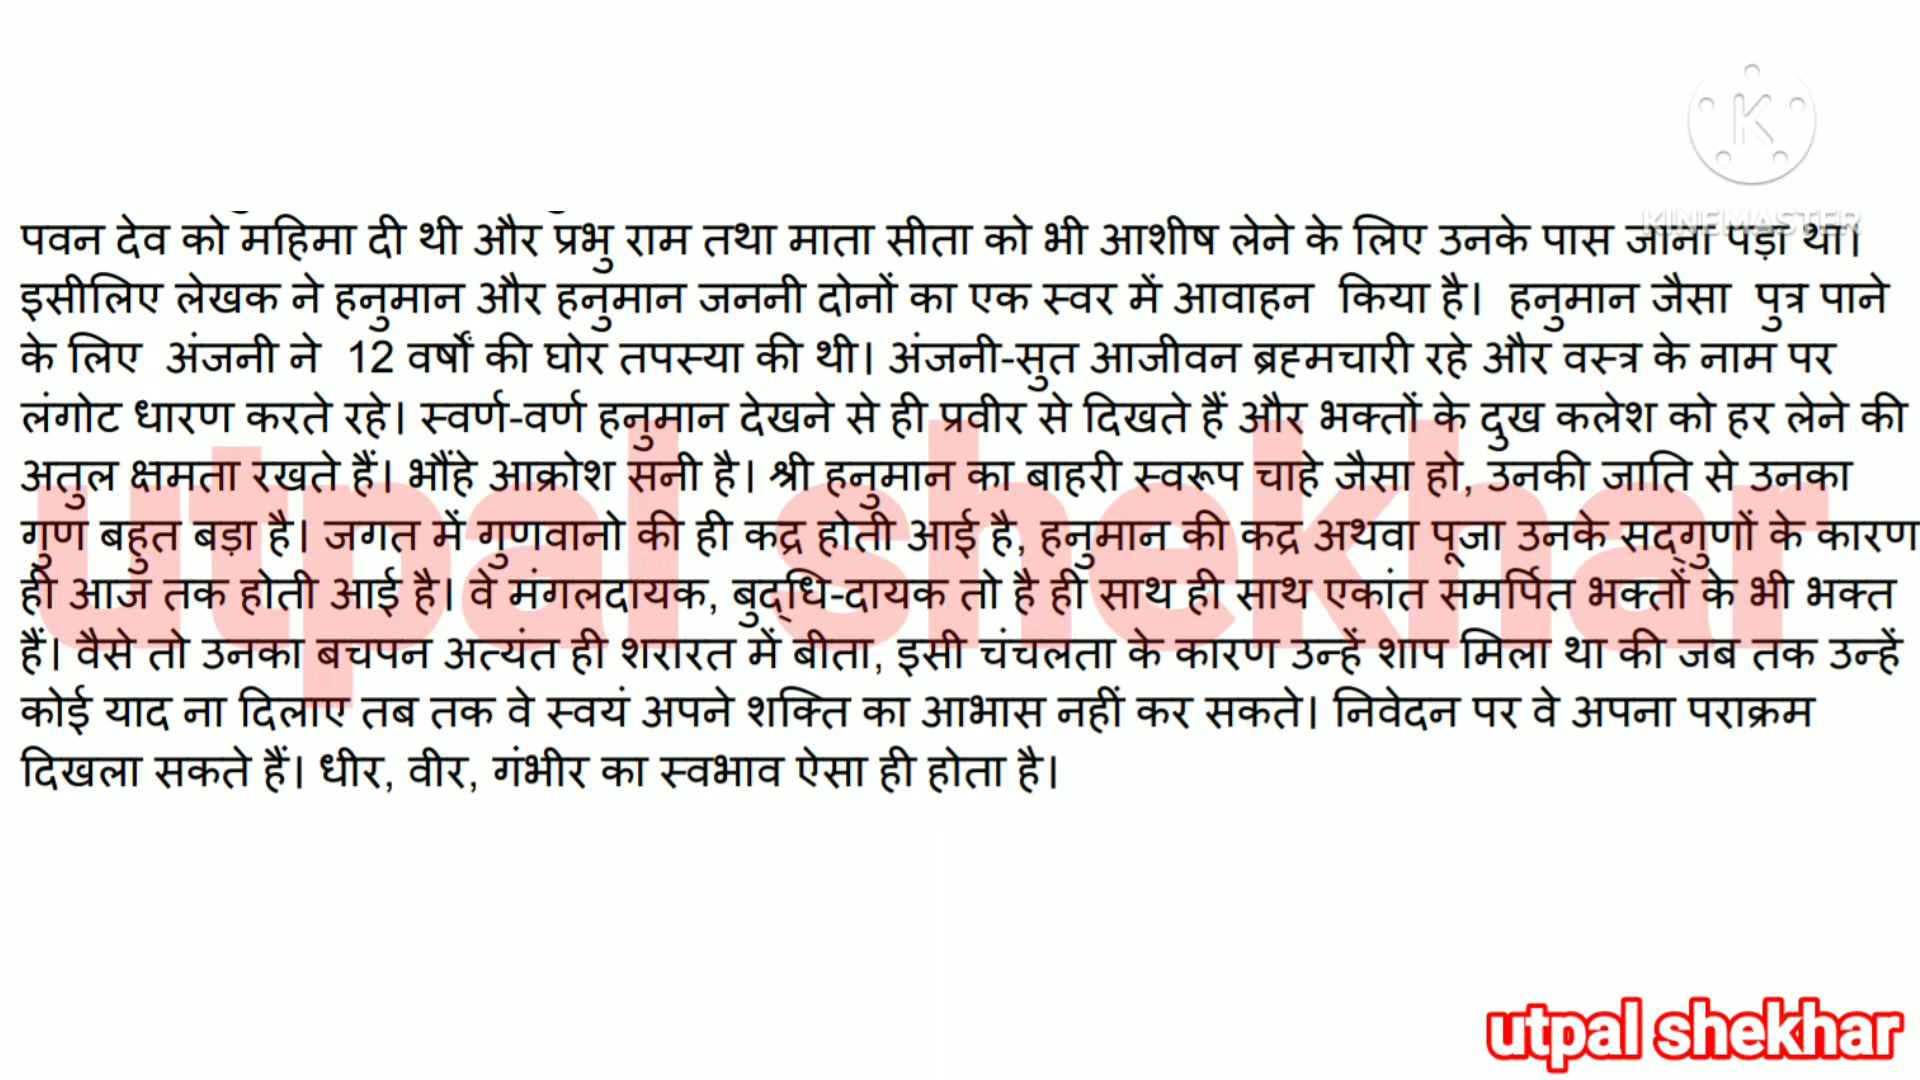 KINEMASTER
पवन देव को महिमा दी थी और प्रभु राम तथा माता सीता को भी आशीष लेने के लिए उनके पास जाना पड़ा था।
इसीलिए लेखक ने हनुमान और हनुमान जननी दोनों का एक स्वर में आवाहन किया है। हनुमान जैसा पुत्र पाने
के लिए अंजनी ने 12 वर्षों की घोर तपस्या की थी। अंजनी-सुत आजीवन ब्रह्मचारी रहे और वस्त्र के नाम पर
लंगोट धारण करते रहे। स्वर्ण-वर्ण हनुमान देखने से ही प्रवीर से दिखते हैं और भक्तों के दुख कलेश को हर लेने की
अतुल क्षमता रखते हैं। भौंहे आक्रोश सनी है। श्री हनुमान का बाहरी स्वरूप चाहे जैसा हो, उनकी जाति से उनका
गुण बहुत बड़ा है। जगत में गुणवानो की ही कद्र होती आई है, हनुमान की कद्र अथवा पूजा उनके सद्गुणों के कारण
ही आज तक होती आई है। वे मंगलदायक, बुद्धि-दायक तो है ही साथ ही साथ एकांत समर्पित भक्तों के भी भक्त
हैं। वैसे तो उनका बचपन अत्यंत ही शरारत में बीता, इसी चंचलता के कारण उन्हें शाप मिला था की जब तक उन्हें
कोई याद ना दिलाए तब तक वे स्वयं अपने शक्ति का आभास नहीं कर सकते। निवेदन पर वे अपना पराक्रम
दिखला सकते हैं। धीर, वीर, गंभीर का स्वभाव ऐसा ही होता है।
utpal shekhar
utpal shekhar